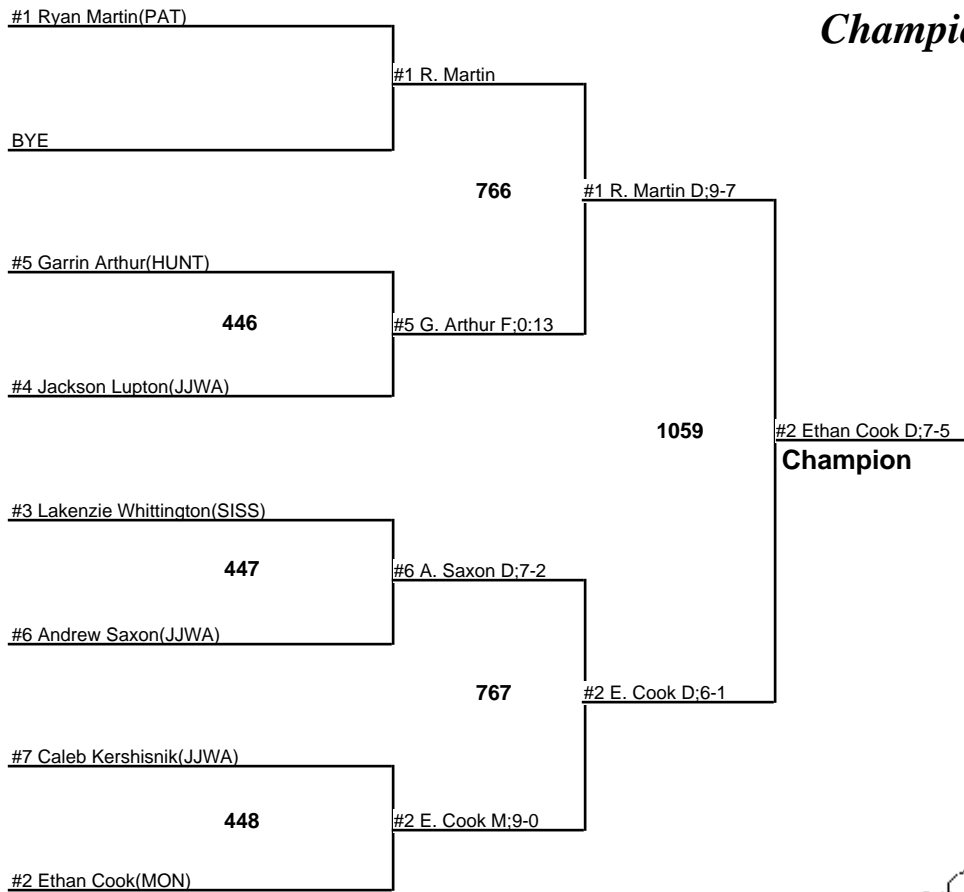 #1 Ryan Martin(PAT)
Champio
#1 R. Martin
BYE
766
#1 R. Martin D;9-7
#5 Garrin Arthur(HUNT)
446
#5 G. Arthur F;0:13
#4 Jackson Lupton(JJWA)
1059
#2 Ethan Cook D;7-5
Champion
#3 Lakenzie Whittington(SISS)
447
#6 A. Saxon D;7-2
#6 Andrew Saxon(JJWA)
767
#2 E. Cook D;6-1
#7 Caleb Kershisnik(JJWA)
448
#2 E. Cook M;9-0
#2 Ethan Cook(MON)